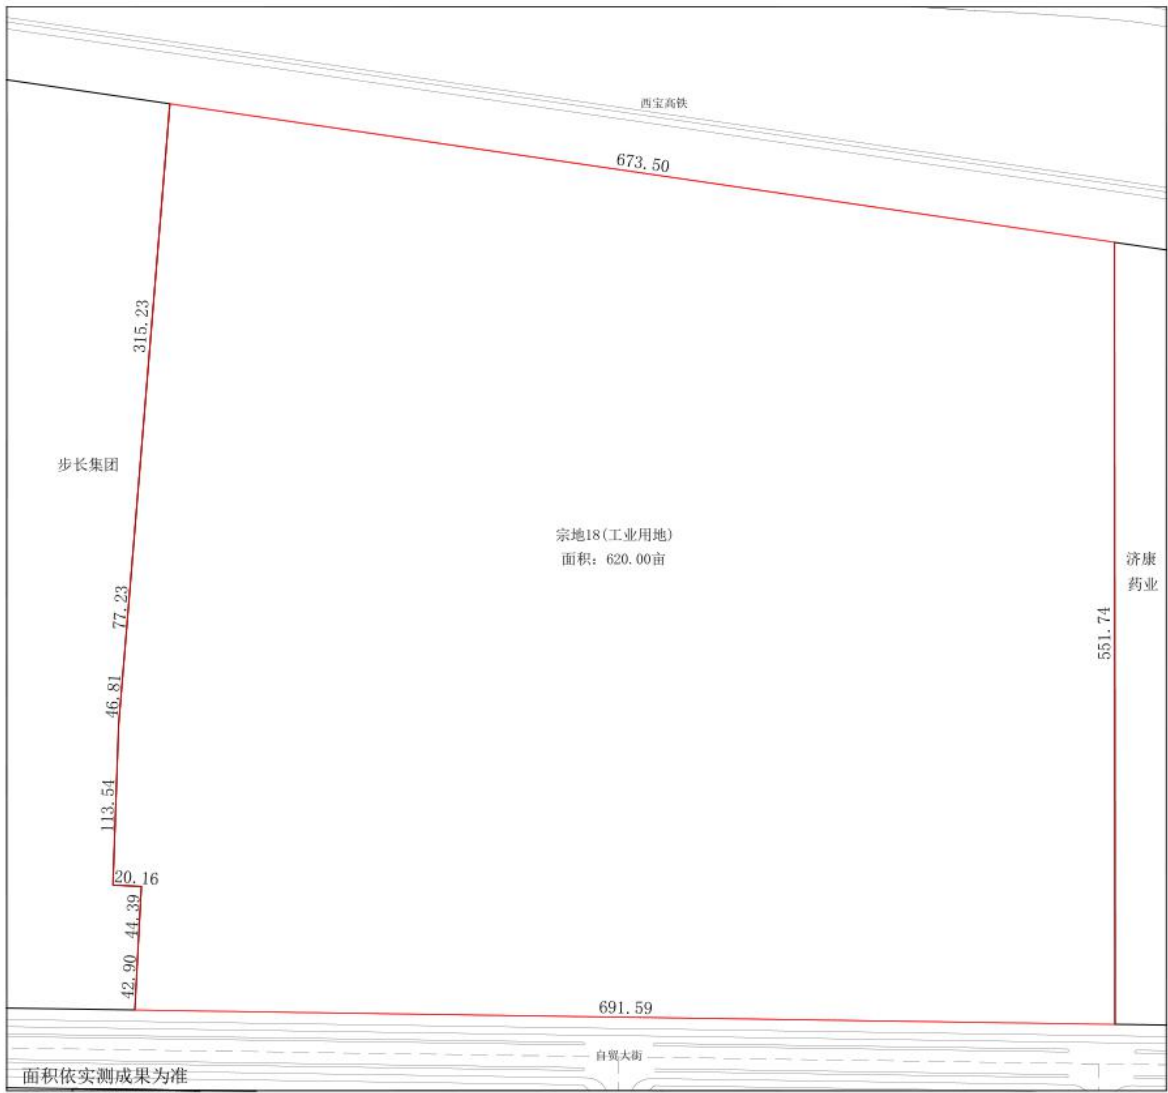 西宝高铁
673.50
315.23
步长集团
宗地18(工业用地)
面积：620.00亩
济康
药业
77.23
551.74
46.81
113.54
20.16
44.39
42.90
691.59
自贸大街
面积依实测成果为准